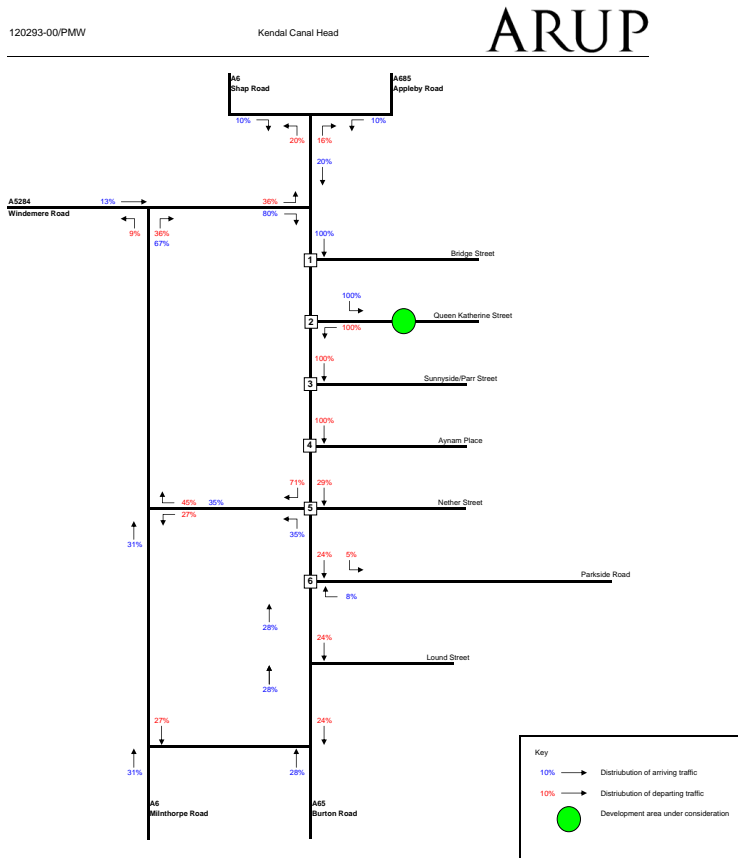 120293-00/PMW
Kendal Canal Head
ARUP
A6
Shap Road
A685
Appleby Road
10%
10%
20%
16%
20%
A5284
Windemere Road
13%
36%
80%
9%
36%
67%
100%
1
Bridge Street
100%
2
Queen Katherine Street
100%
100%
3
Sunnyside/Parr Street
100%
4
Aynam Place
71%
29%
45%
35%
5
Nether Street
27%
35%
31%
24%
5%
6
Parkside Road
8%
28%
24%
Lound Street
28%
27%
24%
31%
28%
A6
Milnthorpe Road
A65
Burton Road
Key
10%
Distriubution of arriving traffic
10%
Distriubution of departing traffic
Development area under consideration